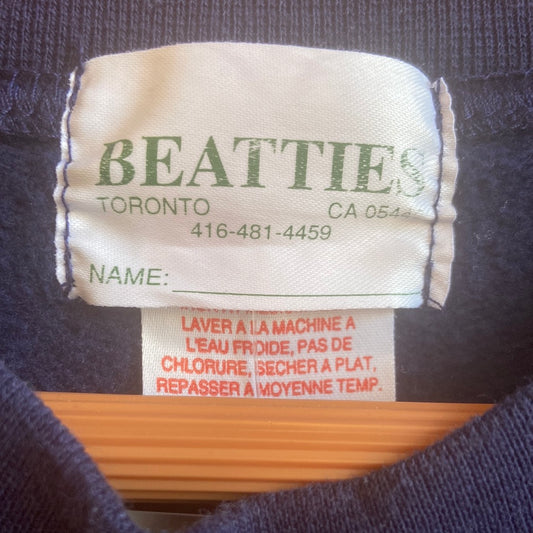 BEATTIES
TORONTO CA 0544
416-481-4459
NAME:
LAVER A LA MACHINE A
L'EAU FROIDE, PAS DE
CHLORURE, SECHER A PLAT,
REPASSER A MOYENNE TEMP.